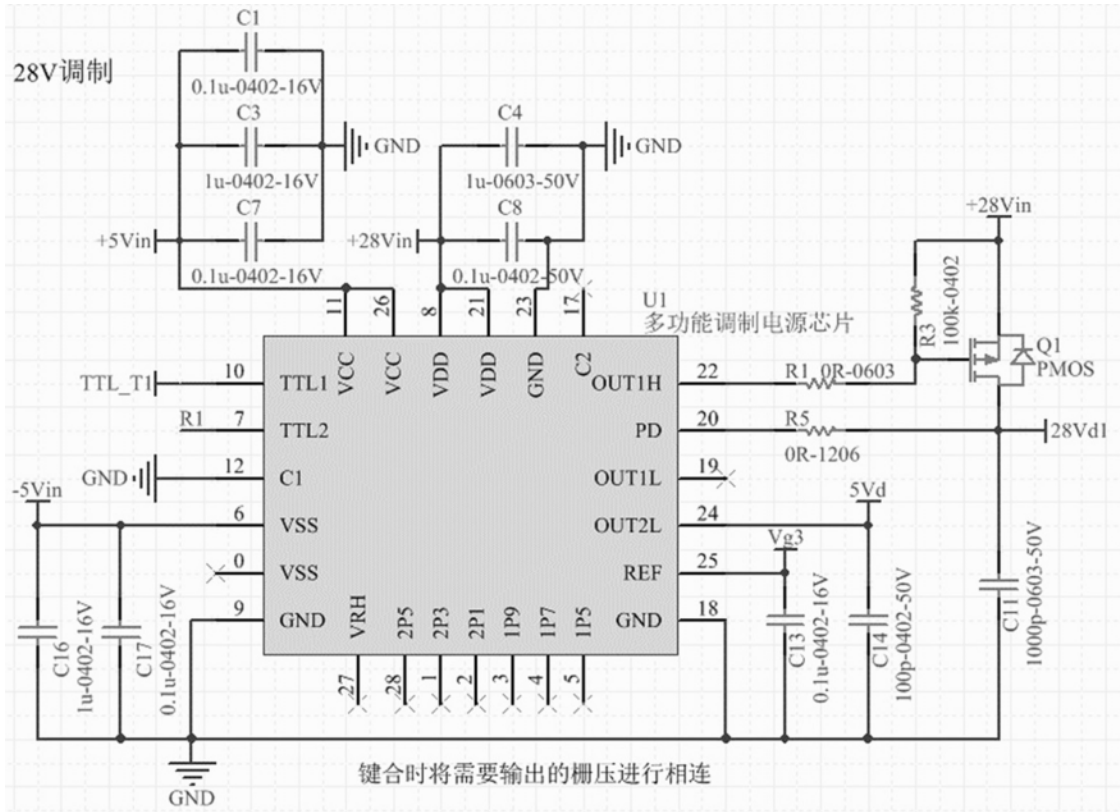 28V调制
C1
0.1u-0402-16V
C3
1u-0402-16V
GND
C7
+5Vin
0.1u-0402-16V
C4
GND
1u-0603-50V
C8
+28Vin
0.1u-0402-50V
+28Vin
R3
100k-0402
Q1
PMOS
U1
多功能调制电源芯片
11
26
8
21
23
17
VCC
VCC
VDD
VDD
GND
C2
TTL_T1
10
TTL1
OUT1H
22
R1
0R-0603
R1
7
TTL2
PD
20
R5
0R-1206
28Vd1
GND
12
C1
OUT1L
19
-5Vin
6
VSS
OUT2L
24
5Vd
0
VSS
REF
25
Vg3
9
GND
GND
18
VRH
2P5
2P3
2P1
1P9
1P7
1P5
27
28
1
2
3
4
5
C16
1u-0402-16V
C17
0.1u-0402-16V
C13
0.1u-0402-16V
C14
100p-0402-50V
C11
1000p-0603-50V
GND
键合时将需要输出的栅压进行相连